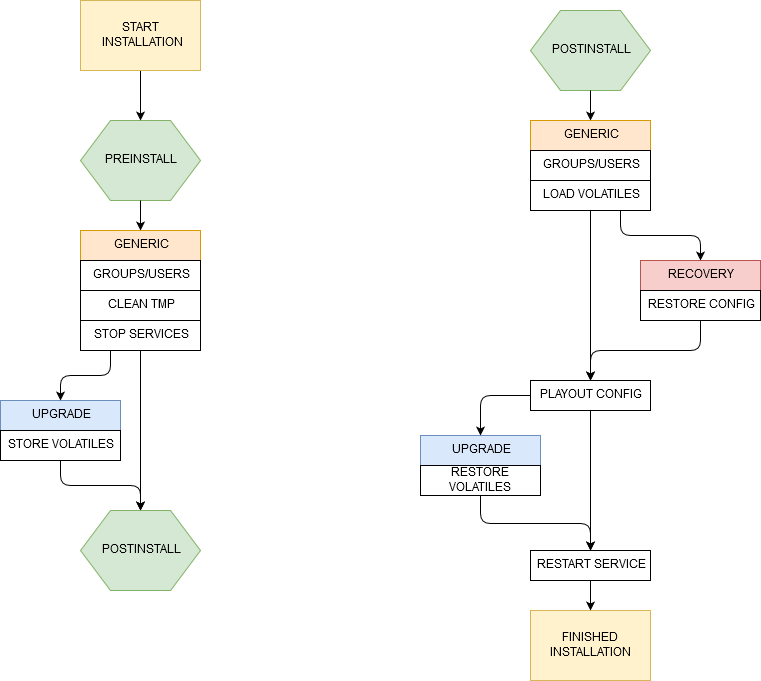 START
INSTALLATION
PREINSTALL
GENERIC
GROUPS/USERS
CLEAN TMP
STOP SERVICES
UPGRADE
STORE VOLATILES
POSTINSTALL
POSTINSTALL
GENERIC
GROUPS/USERS
LOAD VOLATILES
RECOVERY
RESTORE CONFIG
PLAYOUT CONFIG
UPGRADE
RESTORE
VOLATILES
RESTART SERVICE
FINISHED
INSTALLATION